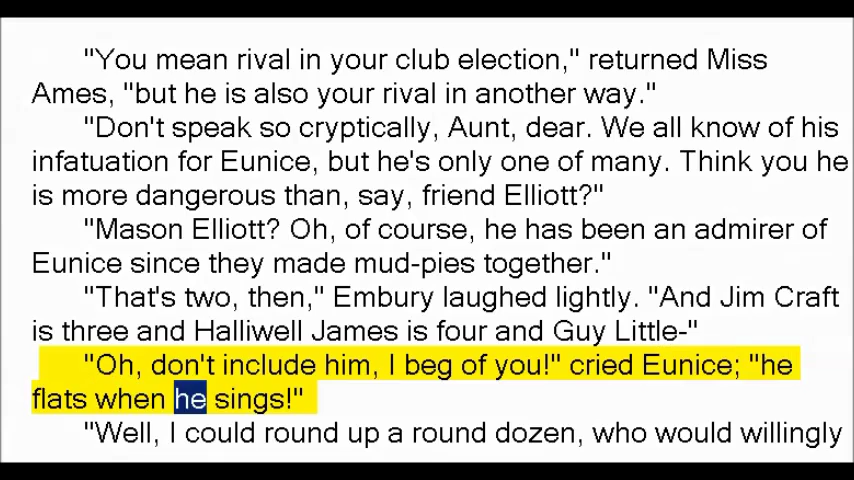 "You mean rival in your club election," returned Miss
Ames, "but he is also your rival in another way."
"Don't speak so cryptically, Aunt, dear. We all know of his
infatuation for Eunice, but he's only one of many. Think you he
is more dangerous than, say, friend Elliott?"
"Mason Elliott? Oh, of course, he has been an admirer of
Eunice since they made mud-pies together."
"That's two, then," Embury laughed lightly. "And Jim Craft
is three and Halliwell James is four and Guy Little-"
"Oh, don't include him, I beg of you!" cried Eunice; "he
flats when he sings!"
"Well, I could round up a round dozen, who would willingly